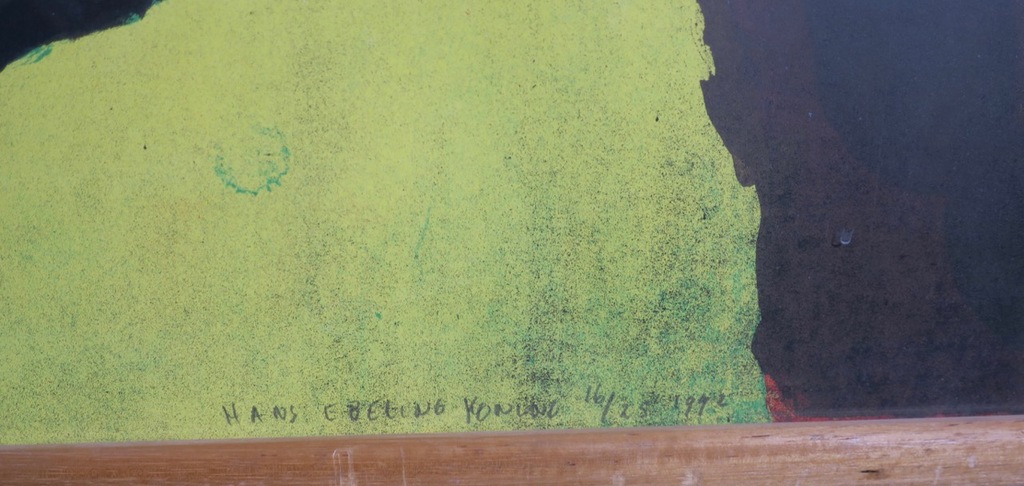 HANS EBELING KONING 16/25 1992